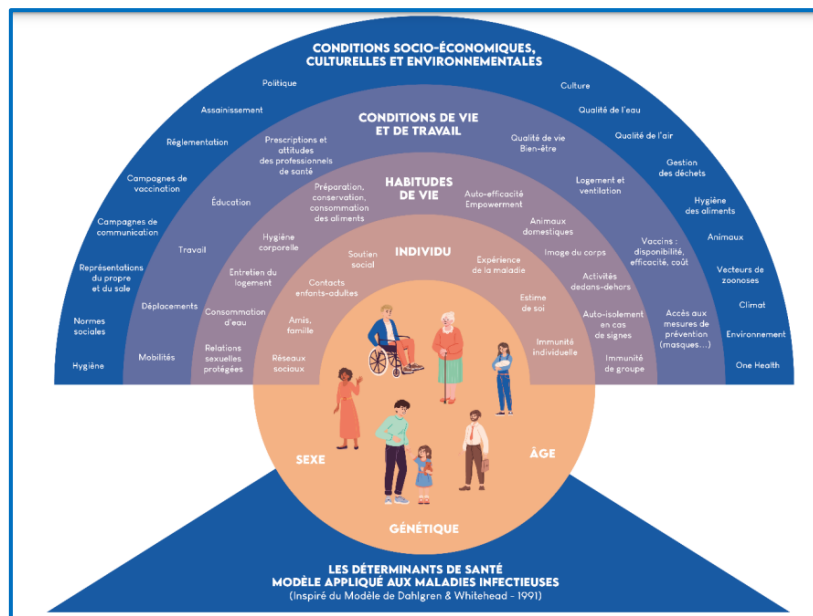 CONDITIONS SOCIO-ÉCONOMIQUES,
CULTURELLES ET ENVIRONNEMENTALES
Politique
Assainissement
Réglementation
Campagnes de
vaccination
Campagnes de
communication
Représentations
du propre
et du sale
Normes
sociales
Hygiène
Culture
Qualité de l'eau
Qualité de l'air
Gestion
des déchets
Hygiène
des aliments
Animaux
Vecteurs de
zoonoses
Climat
Environnement
One Health
CONDITIONS DE VIE
ET DE TRAVAIL
Prescriptions et
attitudes
des professionnels
de santé
Éducation
Travail
Déplacements
Mobilités
Qualité de vie
Bien-être
Logement et
ventilation
Vaccins :
disponibilité,
efficacité, coût
Accès aux
mesures de
prévention
(masques...)
HABITUDES
DE VIE
Préparation,
conservation,
consommation
des aliments
Hygiène
corporelle
Entretien du
logement
Consommation
d'eau
Relations
sexuelles
protégées
Auto-efficacité
Empowerment
Animaux
domestiques
Image du corps
Activités
dedans-dehors
Auto-isolement
en cas
de signes
Immunité
de groupe
INDIVIDU
Soutien
social
Contacts
enfants-adultes
Amis,
famille
Réseaux
sociaux
Expérience
de la maladie
Estime
de soi
Immunité
individuelle
SEXE
ÂGE
GÉNÉTIQUE
LES DÉTERMINANTS DE SANTÉ
MODÈLE APPLIQUÉ AUX MALADIES INFECTIEUSES
(Inspiré du Modèle de Dahlgren & Whitehead - 1991)